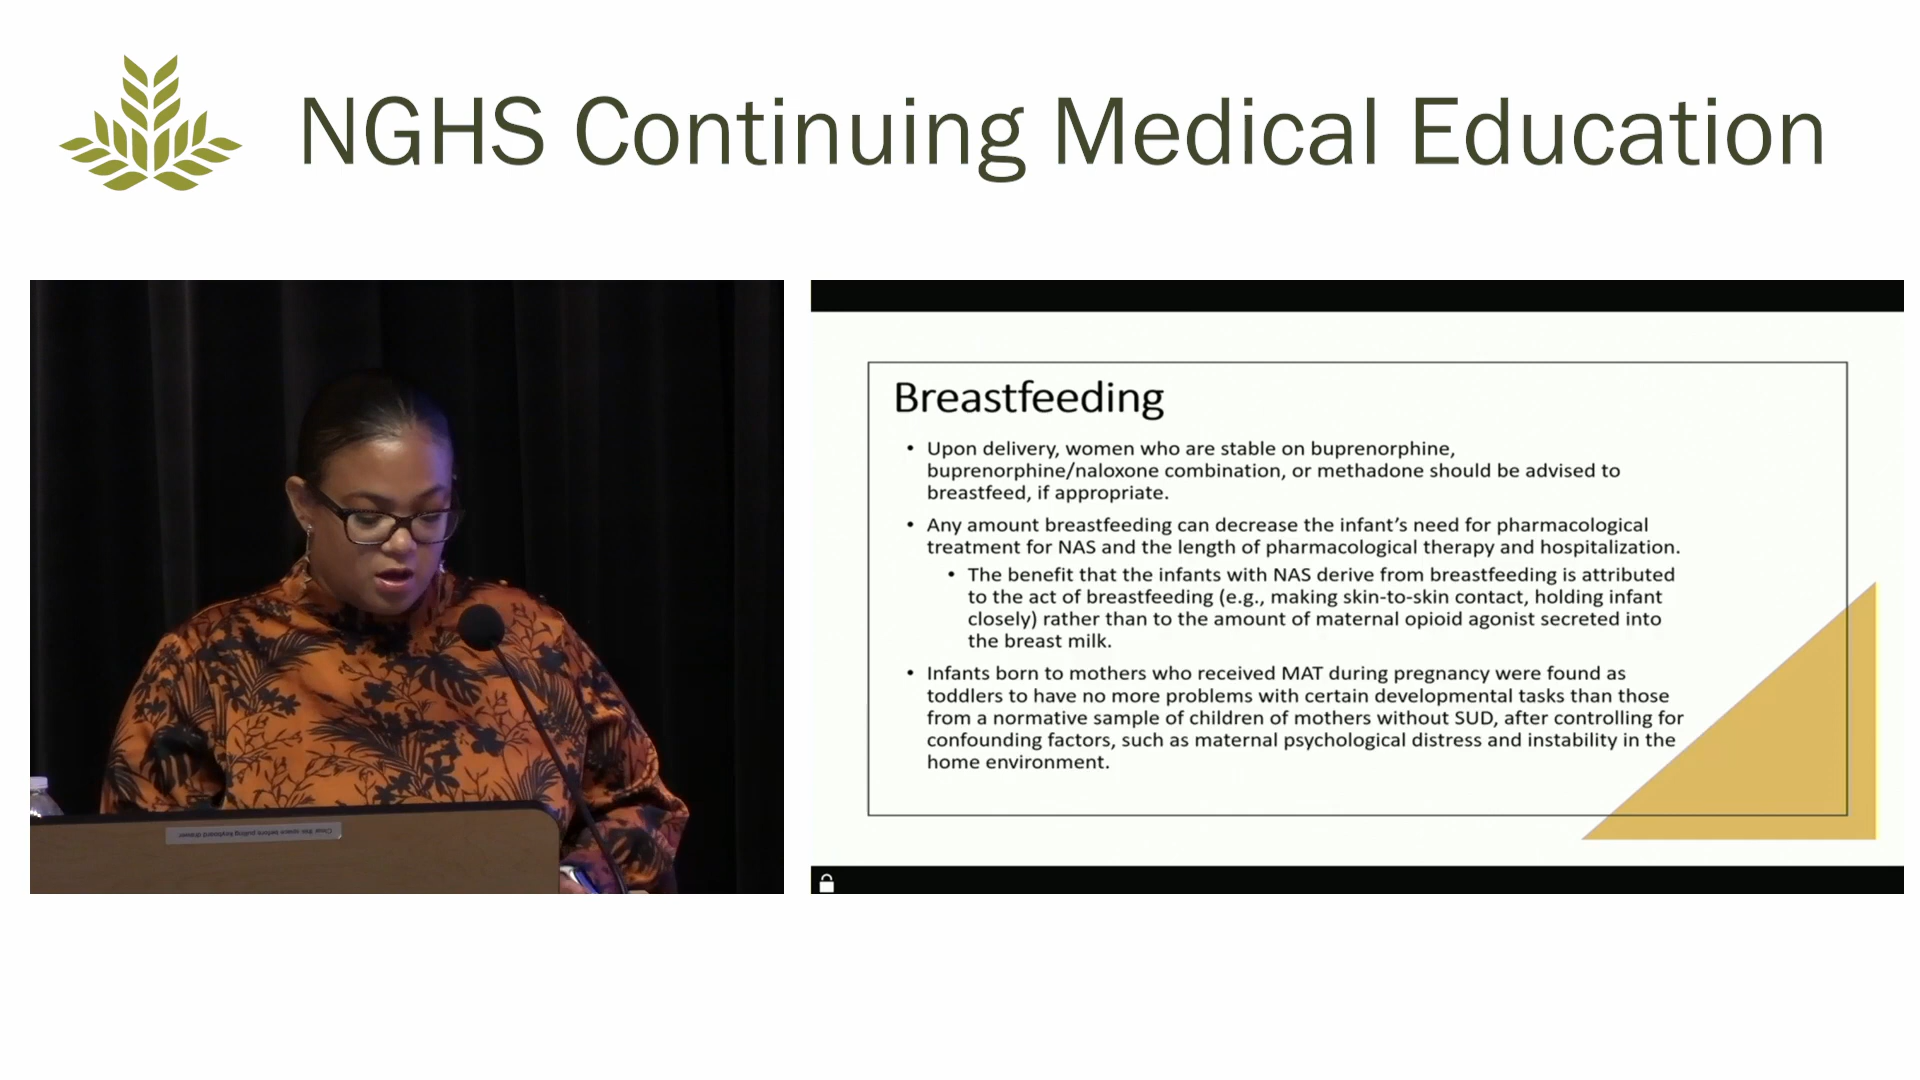 NGHS Continuing Medical Education
Breastfeeding
• Upon delivery, women who are stable on buprenorphine,
buprenorphine/naloxone combination, or methadone should be advised to
breastfeed, if appropriate.
• Any amount breastfeeding can decrease the infant's need for pharmacological
treatment for NAS and the length of pharmacological therapy and hospitalization.
• The benefit that the infants with NAS derive from breastfeeding is attributed
to the act of breastfeeding (e.g., making skin-to-skin contact, holding infant
closely) rather than to the amount of maternal opioid agonist secreted into
the breast milk.
• Infants born to mothers who received MAT during pregnancy were found as
toddlers to have no more problems with certain developmental tasks than those
from a normative sample of children of mothers without SUD, after controlling for
confounding factors, such as maternal psychological distress and instability in the
home environment.
Clear this space before pulling keyboard drawer